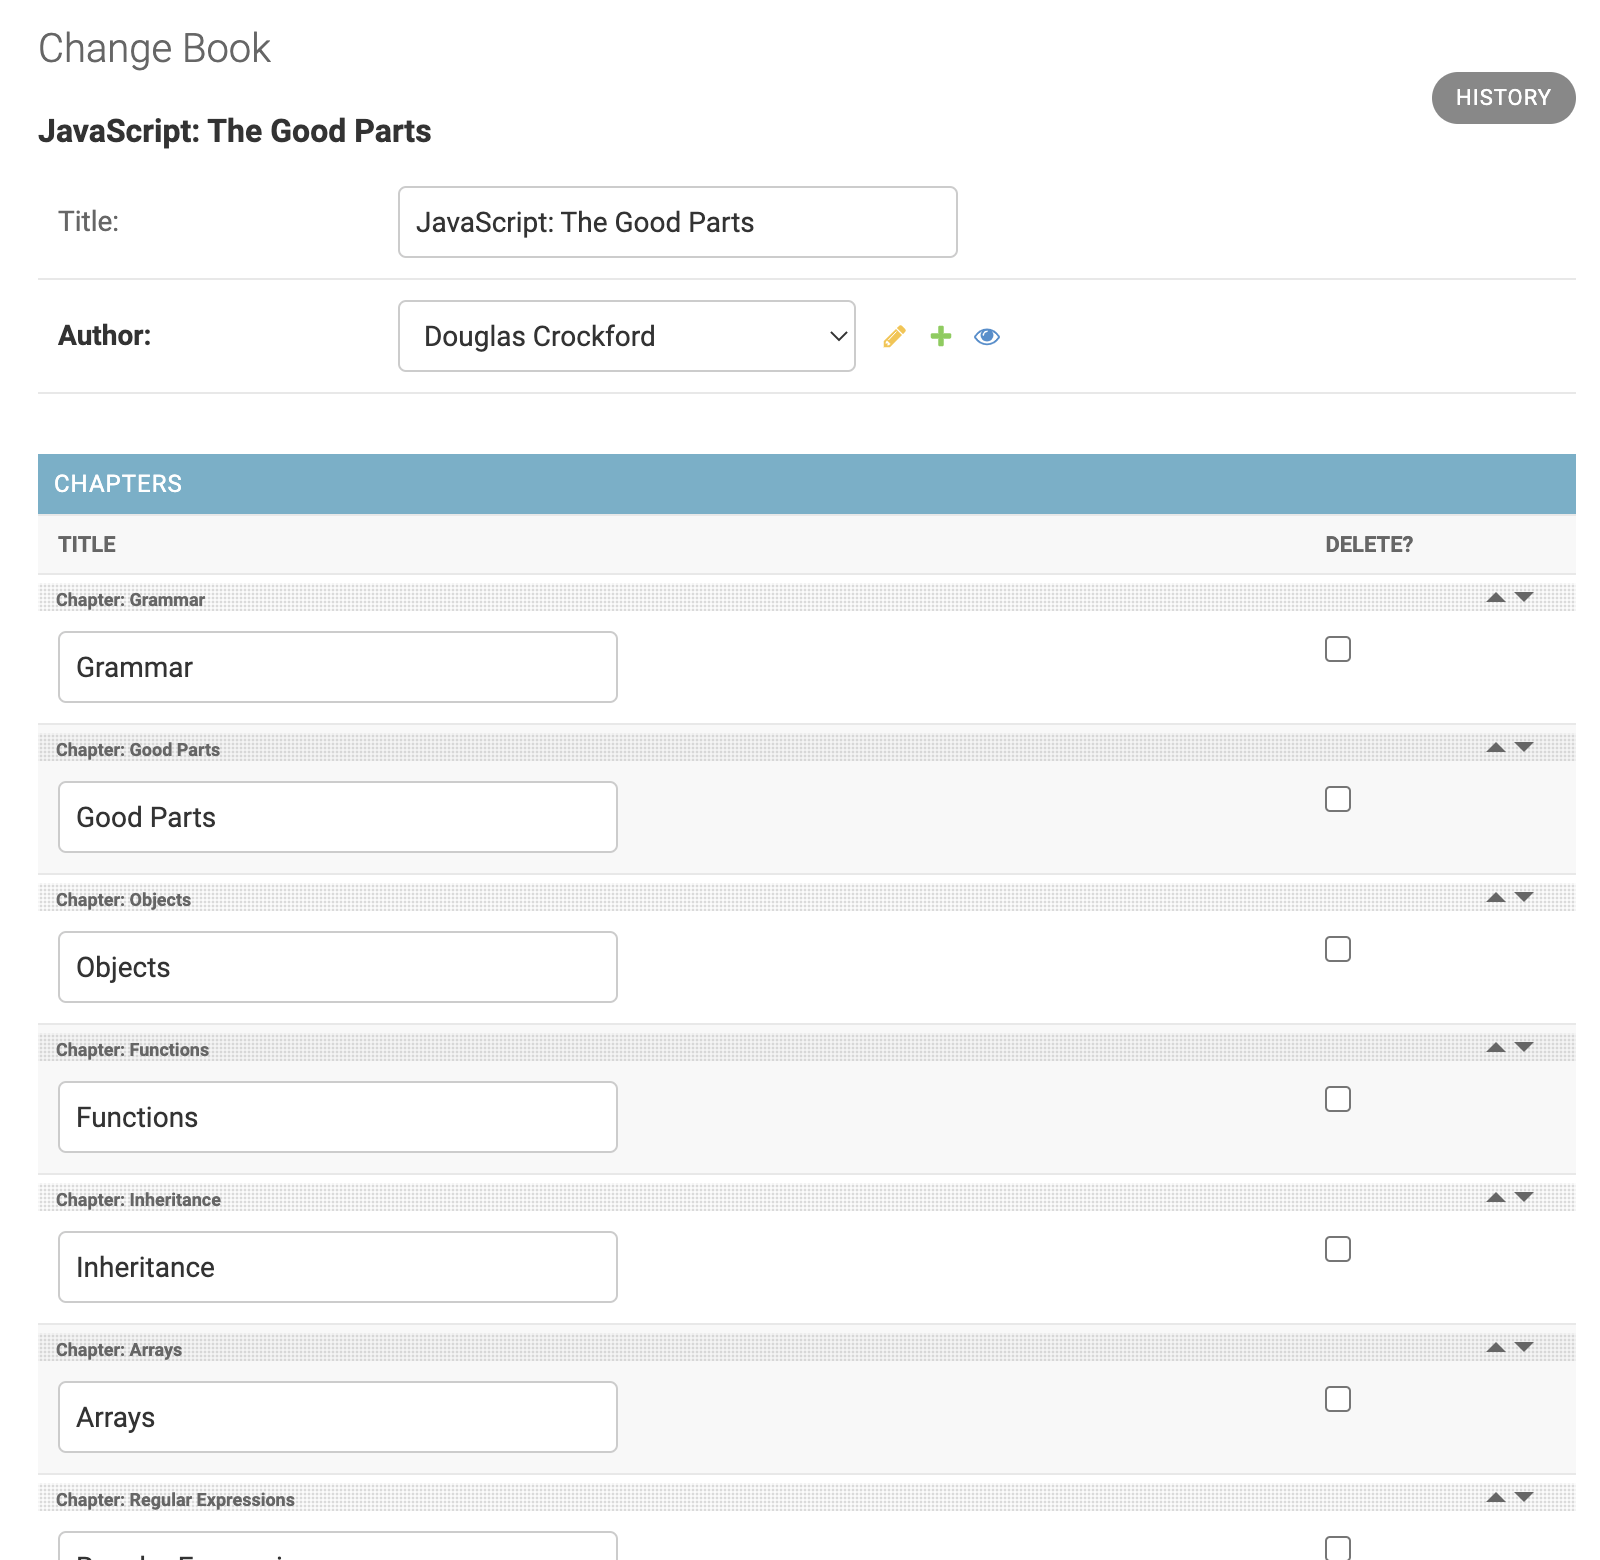 Change Book
HISTORY
JavaScript: The Good Parts
Title:
JavaScript: The Good Parts
Author:
Douglas Crockford
CHAPTERS
TITLE DELETE?
Chapter: Grammar
Grammar
Chapter: Good Parts
Good Parts
Chapter: Objects
Objects
Chapter: Functions
Functions
Chapter: Inheritance
Inheritance
Chapter: Arrays
Arrays
Chapter: Regular Expressions